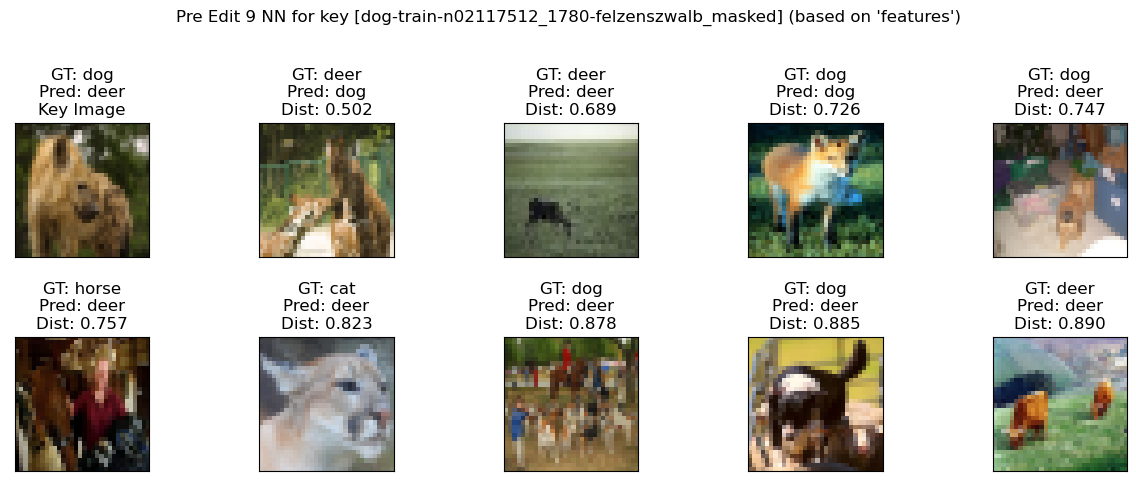 Pre Edit 9 NN for key [dog-train-n02117512_1780-felzenszwalb_masked] (based on 'features')
GT: dog
Pred: deer
Key Image
GT: deer
Pred: dog
Dist: 0.502
GT: deer
Pred: deer
Dist: 0.689
GT: dog
Pred: dog
Dist: 0.726
GT: dog
Pred: deer
Dist: 0.747
GT: horse
Pred: deer
Dist: 0.757
GT: cat
Pred: deer
Dist: 0.823
GT: dog
Pred: deer
Dist: 0.878
GT: dog
Pred: deer
Dist: 0.885
GT: deer
Pred: deer
Dist: 0.890